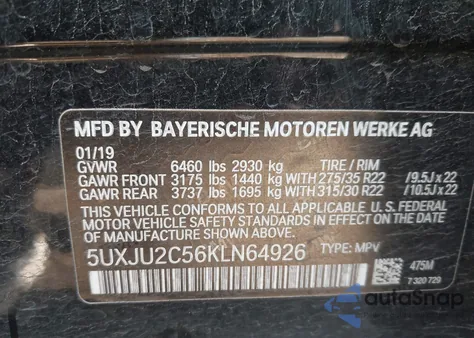 MFD BY BAYERISCHE MOTOREN WERKE AG
01/19
GVWR 6460 lbs 2930 kg TIRE / RIM
GAWR FRONT 3175 lbs 1440 kg WITH 275/35 R22 /9.5J x 22
GAWR REAR 3737 lbs 1695 kg WITH 315/30 R22 /10.5J x 22
THIS VEHICLE CONFORMS TO ALL APPLICABLE U.S. FEDERAL
MOTOR VEHICLE SAFETY STANDARDS IN EFFECT ON THE
DATE OF MANUFACTURE SHOWN ABOVE.
5UXJU2C56KLN64926 TYPE: MPV
475M
7 320 729
autoSnap